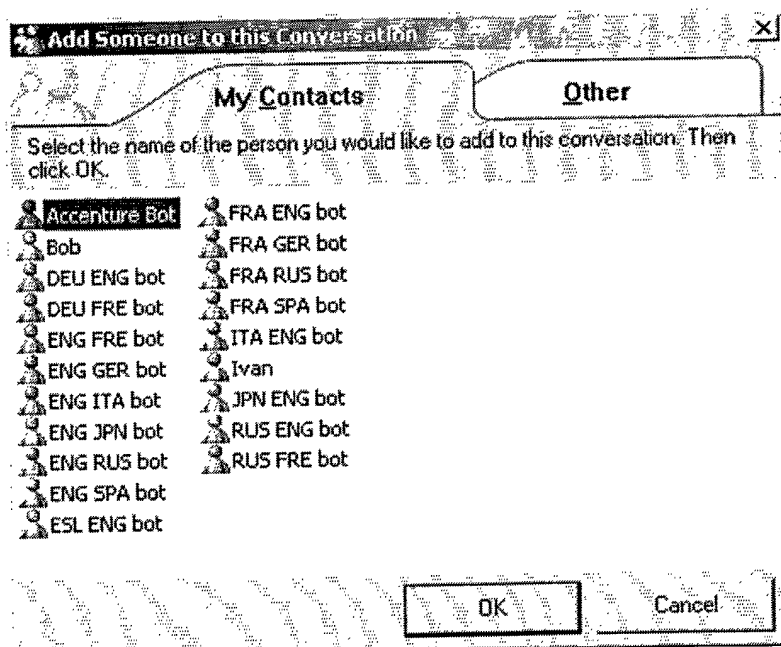 Add Someone to this Conversation
My Contacts
Other
Select the name of the person you would like to add to this conversation. Then
click OK.
Accenture Bot
Bob
DEU ENG bot
DEU FRE bot
ENG FRE bot
ENG GER bot
ENG ITA bot
ENG JPN bot
ENG RUS bot
ENG SPA bot
ESL ENG bot
FRA ENG bot
FRA GER bot
FRA RUS bot
FRA SPA bot
ITA ENG bot
Ivan
JPN ENG bot
RUS ENG bot
RUS FRE bot
OK
Cancel